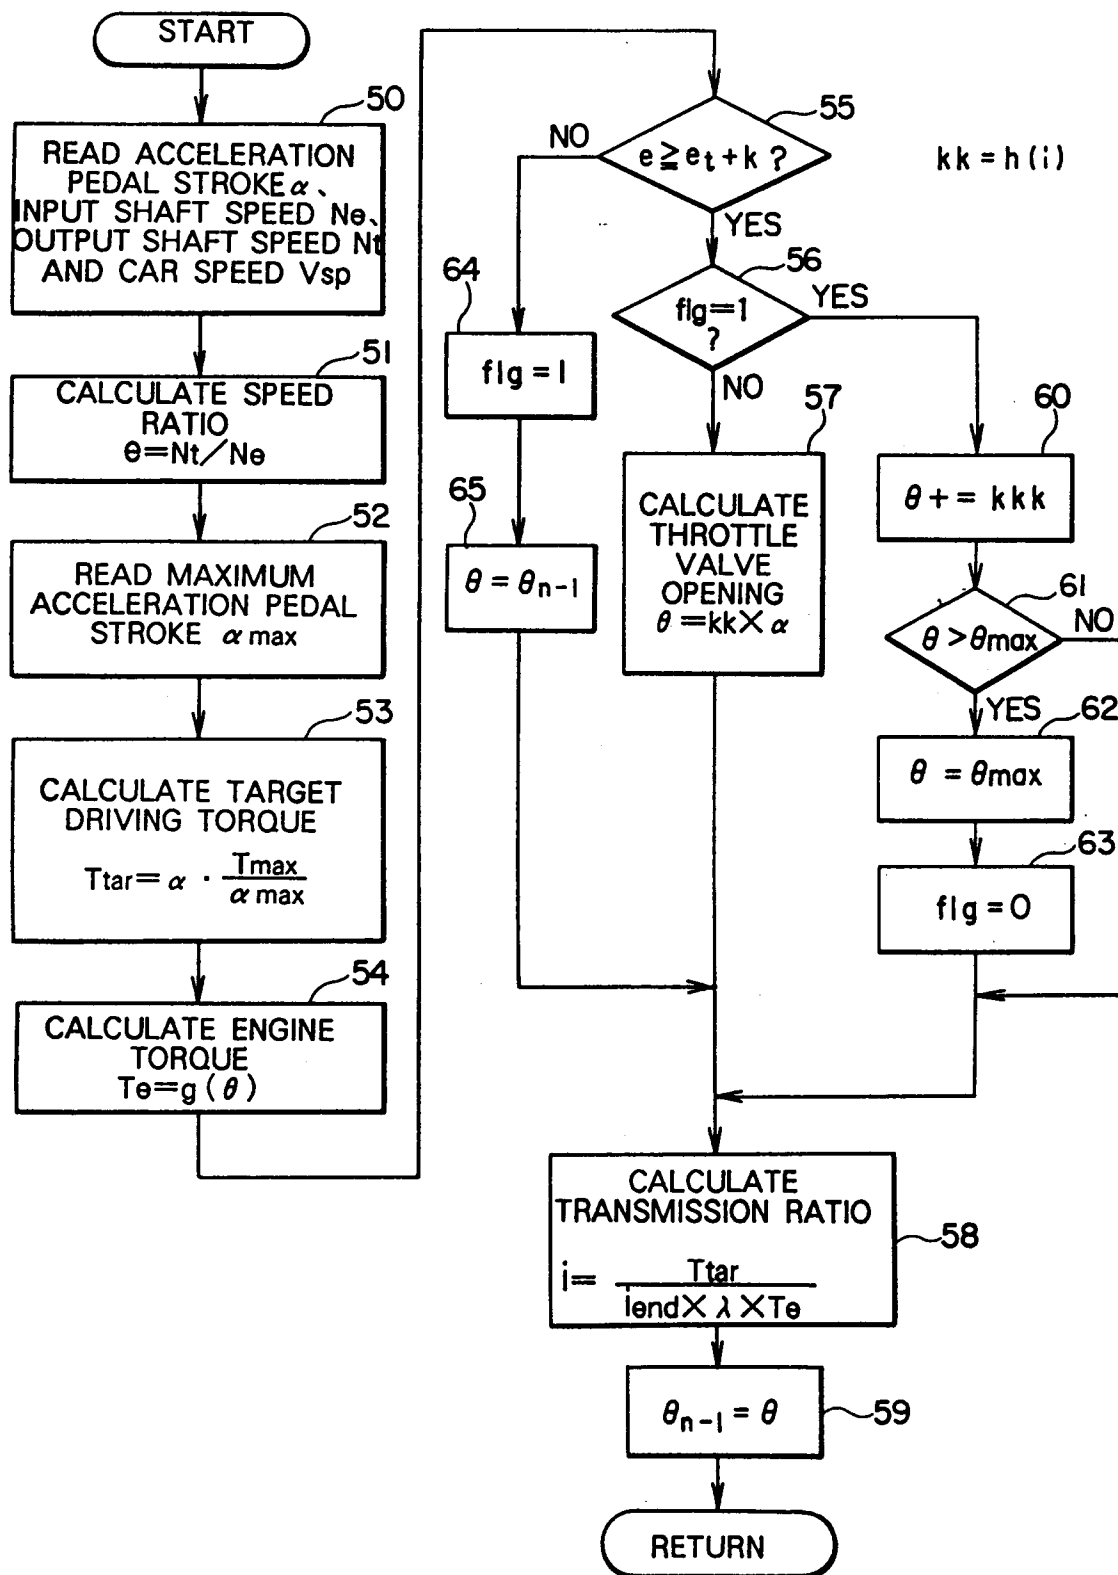 START
50
READ ACCELERATION
PEDAL STROKE α、
INPUT SHAFT SPEED Ne、
OUTPUT SHAFT SPEED Nt
AND CAR SPEED Vsp
51
CALCULATE SPEED
RATIO
e=Nt/Ne
52
READ MAXIMUM
ACCELERATION PEDAL
STROKE α max
53
CALCULATE TARGET
DRIVING TORQUE
Ttar= α · Tmax / α max
54
CALCULATE ENGINE
TORQUE
Te=g(θ)
55
e ≧ et + k ?
NO
YES
kk = h(i)
56
flg=1
?
YES
NO
64
flg = 1
65
θ = θn-1
57
CALCULATE
THROTTLE
VALVE
OPENING
θ = kk × α
60
θ += kkk
61
θ > θmax
NO
YES
62
θ = θmax
63
flg = 0
58
CALCULATE
TRANSMISSION RATIO
i= Ttar / iend × λ × Te
59
θn-1 = θ
RETURN